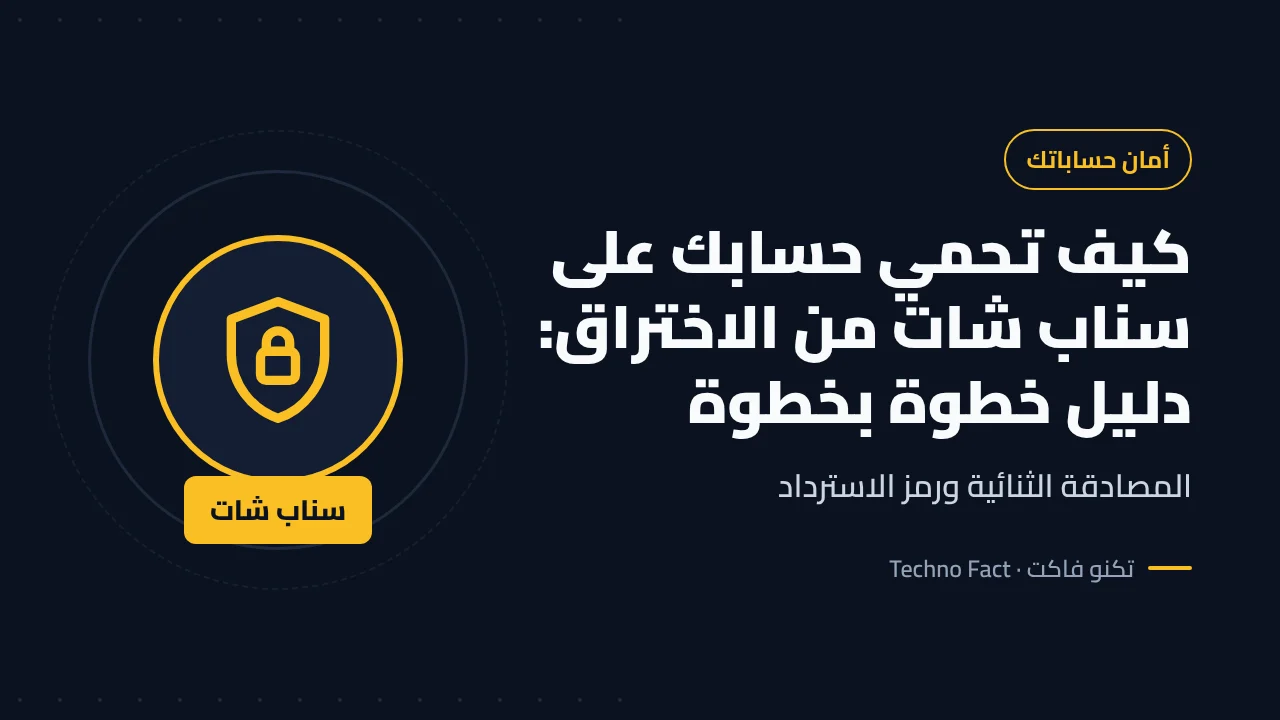 أمان حساباتك
كيف تحمي حسابك على
سناب شات من الاختراق:
دليل خطوة بخطوة
المصادقة الثنائية ورمز الاسترداد
تكنو فاكت · Techno Fact
سناب شات